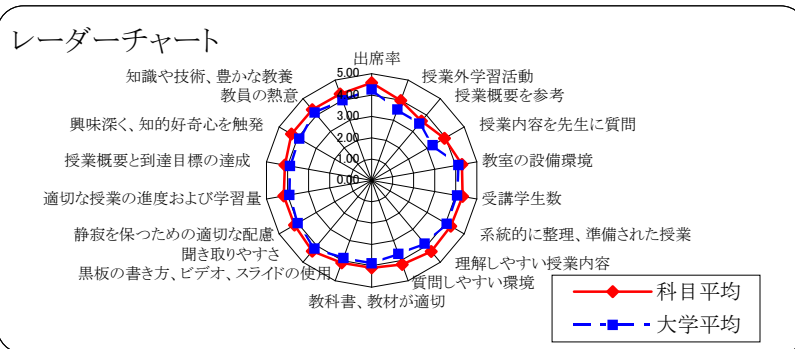 レーダーチャート
出席率
授業外学習活動
授業概要を参考
授業内容を先生に質問
教室の設備環境
受講学生数
系統的に整理、準備された授業
理解しやすい授業内容
質問しやすい環境
教科書、教材が適切
黒板の書き方、ビデオ、スライドの使用
聞き取りやすさ
静寂を保つための適切な配慮
適切な授業の進度および学習量
授業概要と到達目標の達成
興味深く、知的好奇心を触発
教員の熱意
知識や技術、豊かな教養
5.00
4.00
3.00
2.00
1.00
0.00
科目平均
大学平均